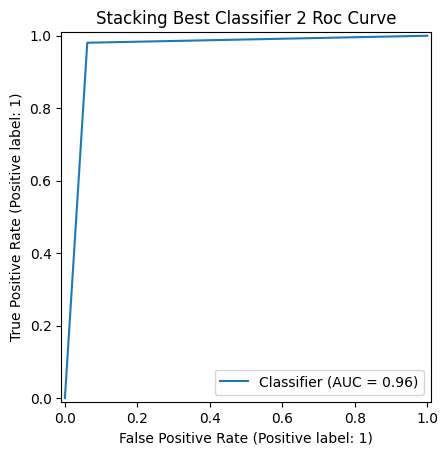 Stacking Best Classifier 2 Roc Curve
1.0
0.8
0.6
0.4
0.2
0.0
True Positive Rate (Positive label: 1)
Classifier (AUC = 0.96)
0.0 0.2 0.4 0.6 0.8 1.0
False Positive Rate (Positive label: 1)